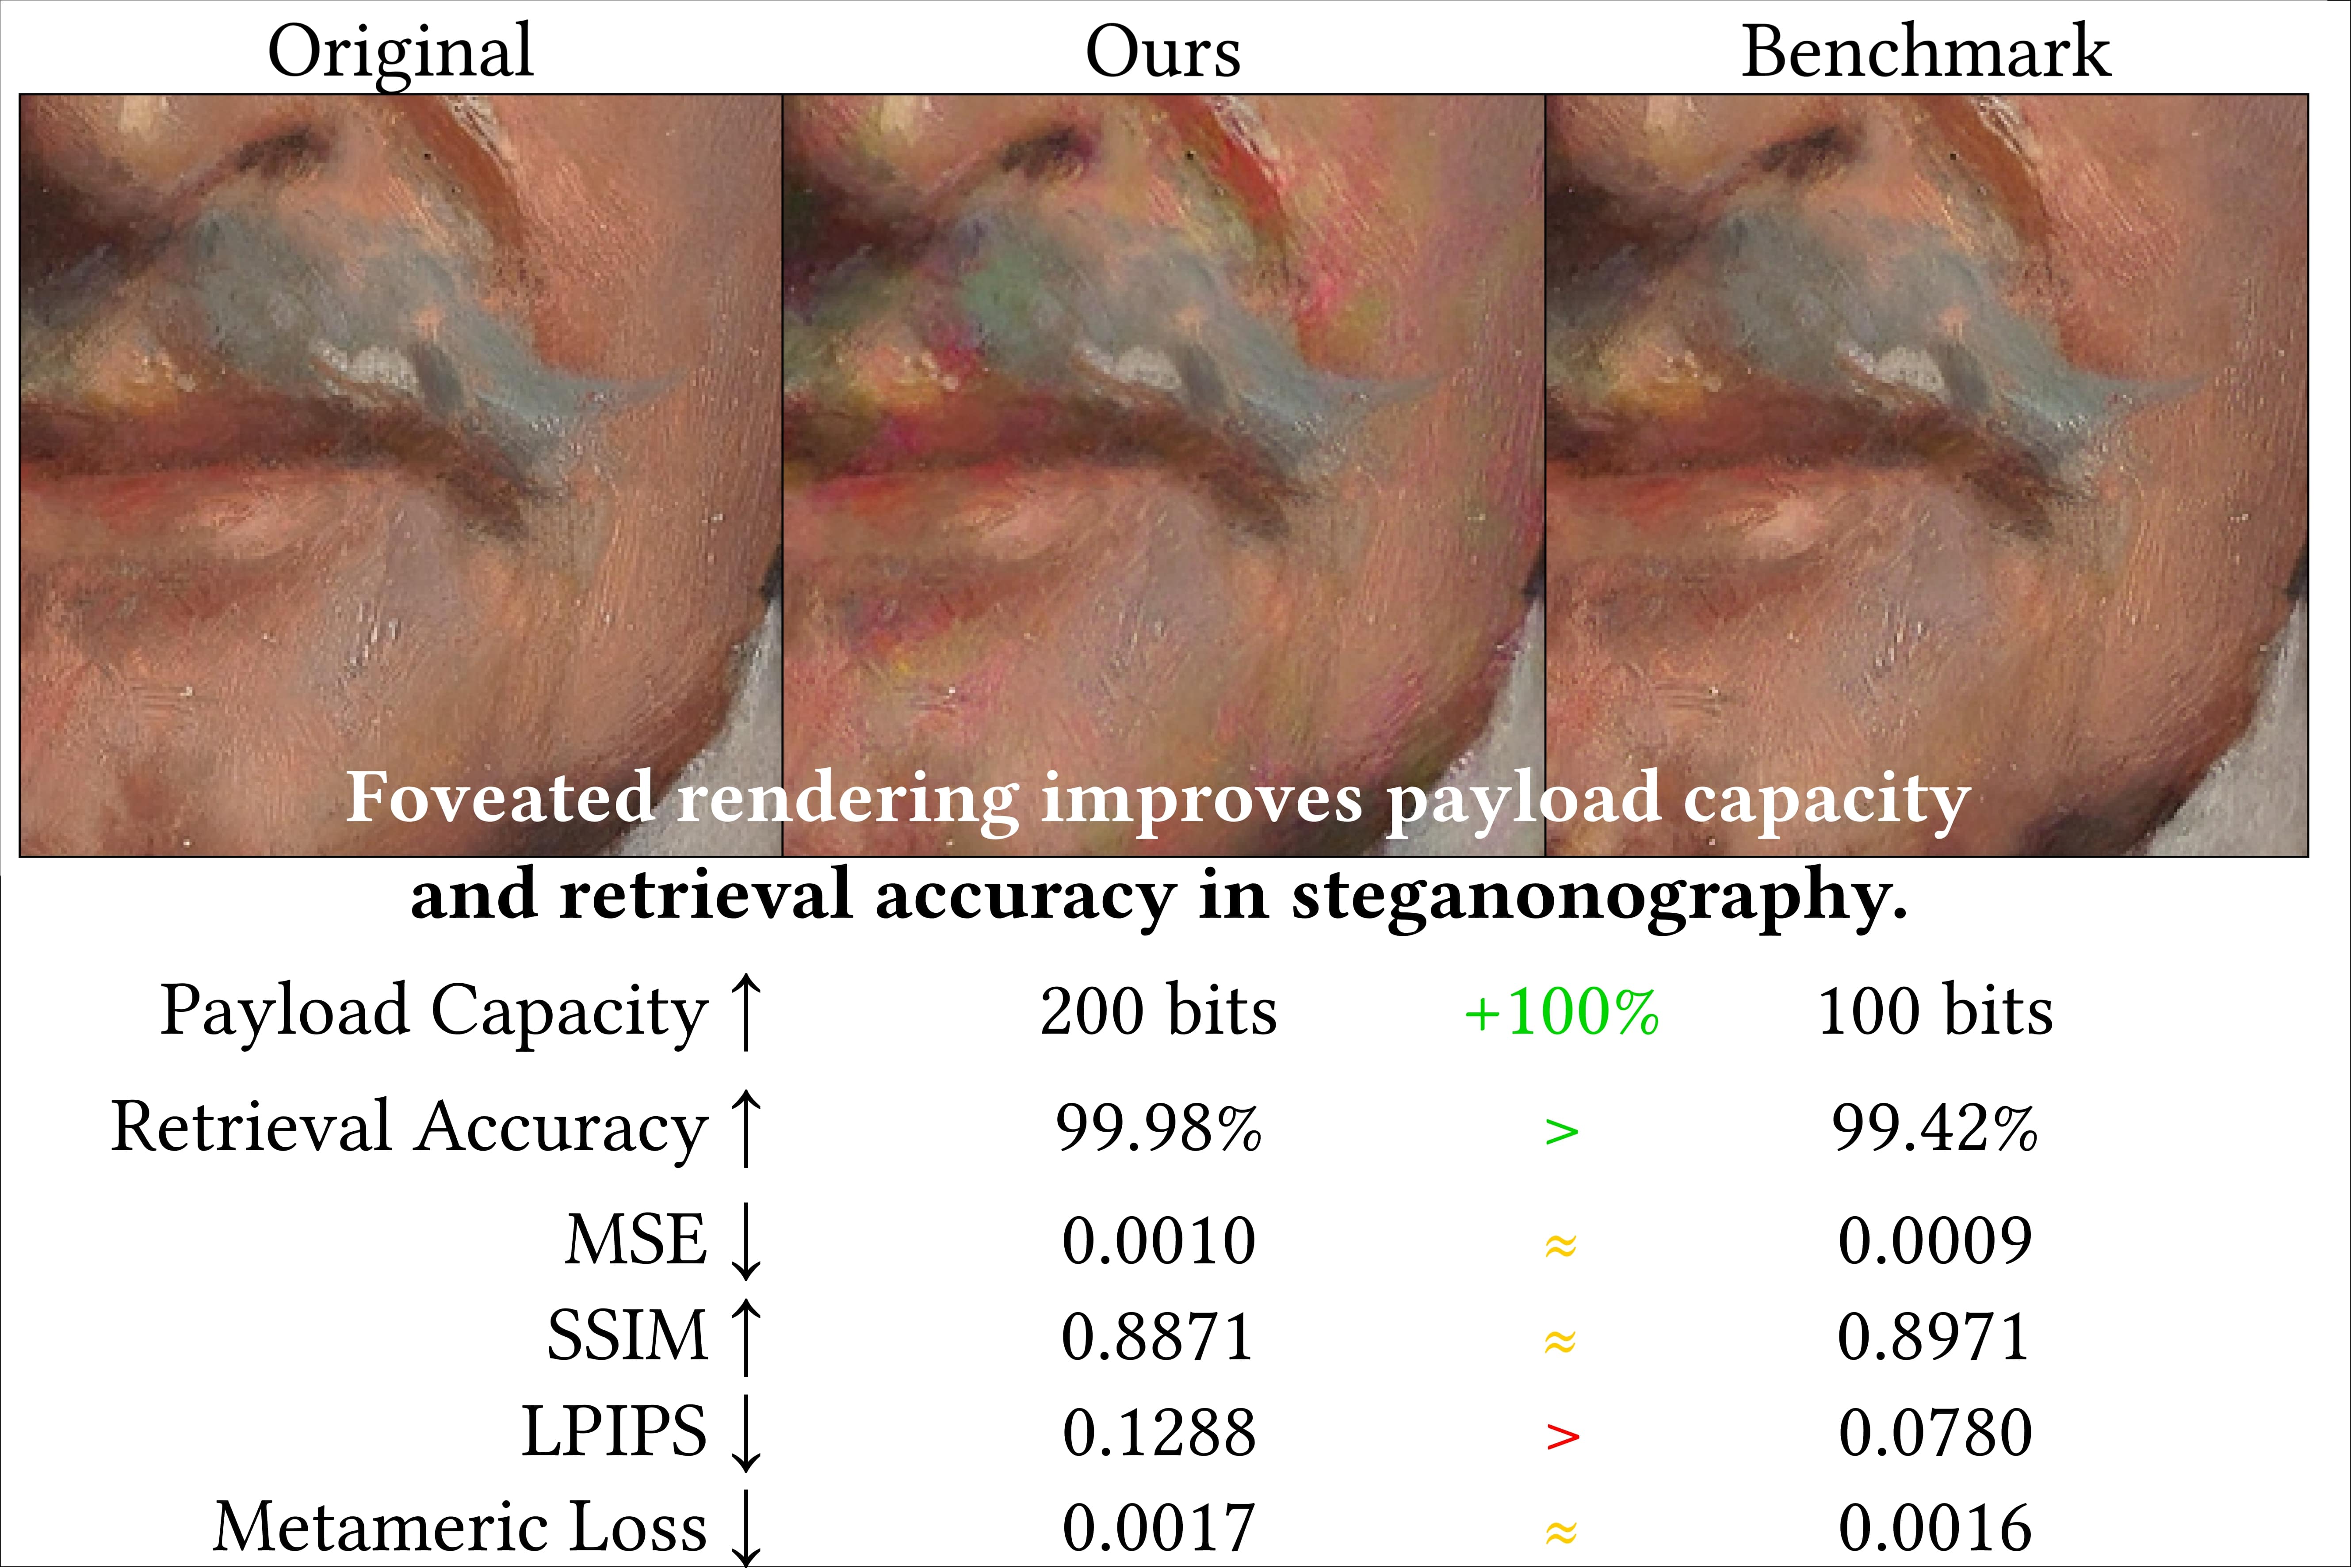 Original Ours Benchmark
Foveated rendering improves payload capacity
and retrieval accuracy in steganonography.
Payload Capacity ↑ 200 bits +100% 100 bits
Retrieval Accuracy ↑ 99.98% > 99.42%
MSE ↓ 0.0010 ≈ 0.0009
SSIM ↑ 0.8871 ≈ 0.8971
LPIPS ↓ 0.1288 > 0.0780
Metameric Loss ↓ 0.0017 ≈ 0.0016